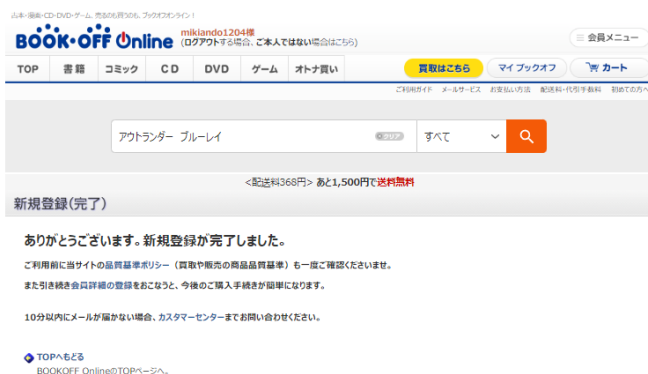 古本・漫画・CD・DVD・ゲーム、売るのも買うのも、ブックオフオンライン！
BOOK・OFF Online
mikiando1204様
(ログアウトする場合、ご本人ではない場合はこちら)
会員メニュー
TOP 書籍 コミック CD DVD ゲーム オトナ買い
買取はこちら マイ ブックオフ カート
ご利用ガイド メールサービス お支払い方法 配送料・代引手数料 初めての方へ
アウトランダー ブルーレイ クリア すべて
<配送料368円> あと1,500円で送料無料
新規登録(完了)
ありがとうございます。新規登録が完了しました。
ご利用前に当サイトの品質基準ポリシー（買取や販売の商品品質基準）も一度ご確認くださいませ。
また引き続き会員詳細の登録をおこなうと、今後のご購入手続きが簡単になります。
10分以内にメールが届かない場合、カスタマーセンターまでお問い合わせください。
TOPへもどる
BOOKOFF OnlineのTOPページへ。